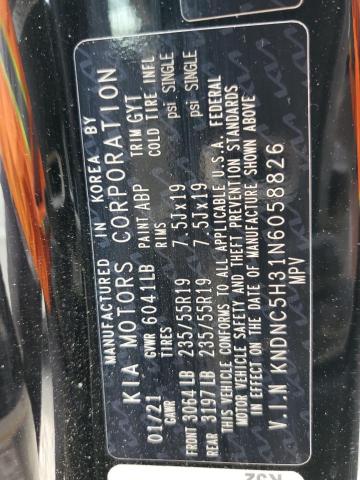 MANUFACTURED IN KOREA BY
KIA MOTORS CORPORATION
01/21 PAINT ABP TRIM GYT
GVWR 6041LB
GAWR TIRES RIMS COLD TIRE INFL
FRONT 3064LB 235/55R19 7.5Jx19 psi SINGLE
REAR 3197LB 235/55R19 7.5Jx19 psi SINGLE
THIS VEHICLE CONFORMS TO ALL APPLICABLE U.S.A. FEDERAL
MOTOR VEHICLE SAFETY AND THEFT PREVENTION STANDARDS
IN EFFECT ON THE DATE OF MANUFACTURE SHOWN ABOVE
V.I.N KNDNC5H31N6058826
MPV